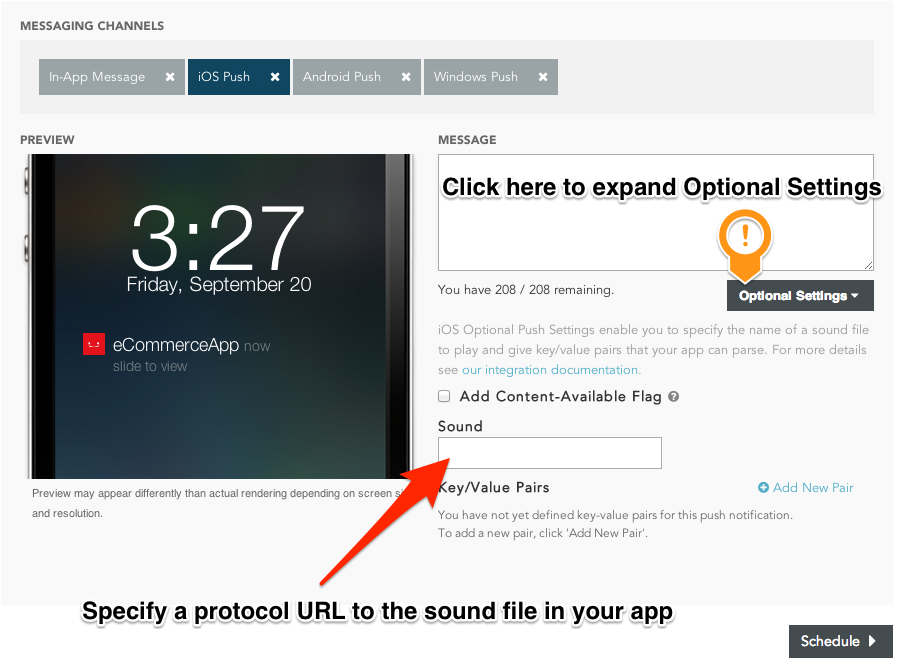 MESSAGING CHANNELS
In-App Message ×
iOS Push ×
Android Push ×
Windows Push ×
PREVIEW
3:27
Friday, September 20
eCommerceApp now
slide to view
Preview may appear differently than actual rendering depending on screen si
and resolution.
MESSAGE
Click here to expand Optional Settings
!
You have 208 / 208 remaining.
Optional Settings
iOS Optional Push Settings enable you to specify the name of a sound file
to play and give key/value pairs that your app can parse. For more details
see our integration documentation.
Add Content-Available Flag ?
Sound
Key/Value Pairs
Add New Pair
You have not yet defined key-value pairs for this push notification.
To add a new pair, click 'Add New Pair'.
Specify a protocol URL to the sound file in your app
Schedule